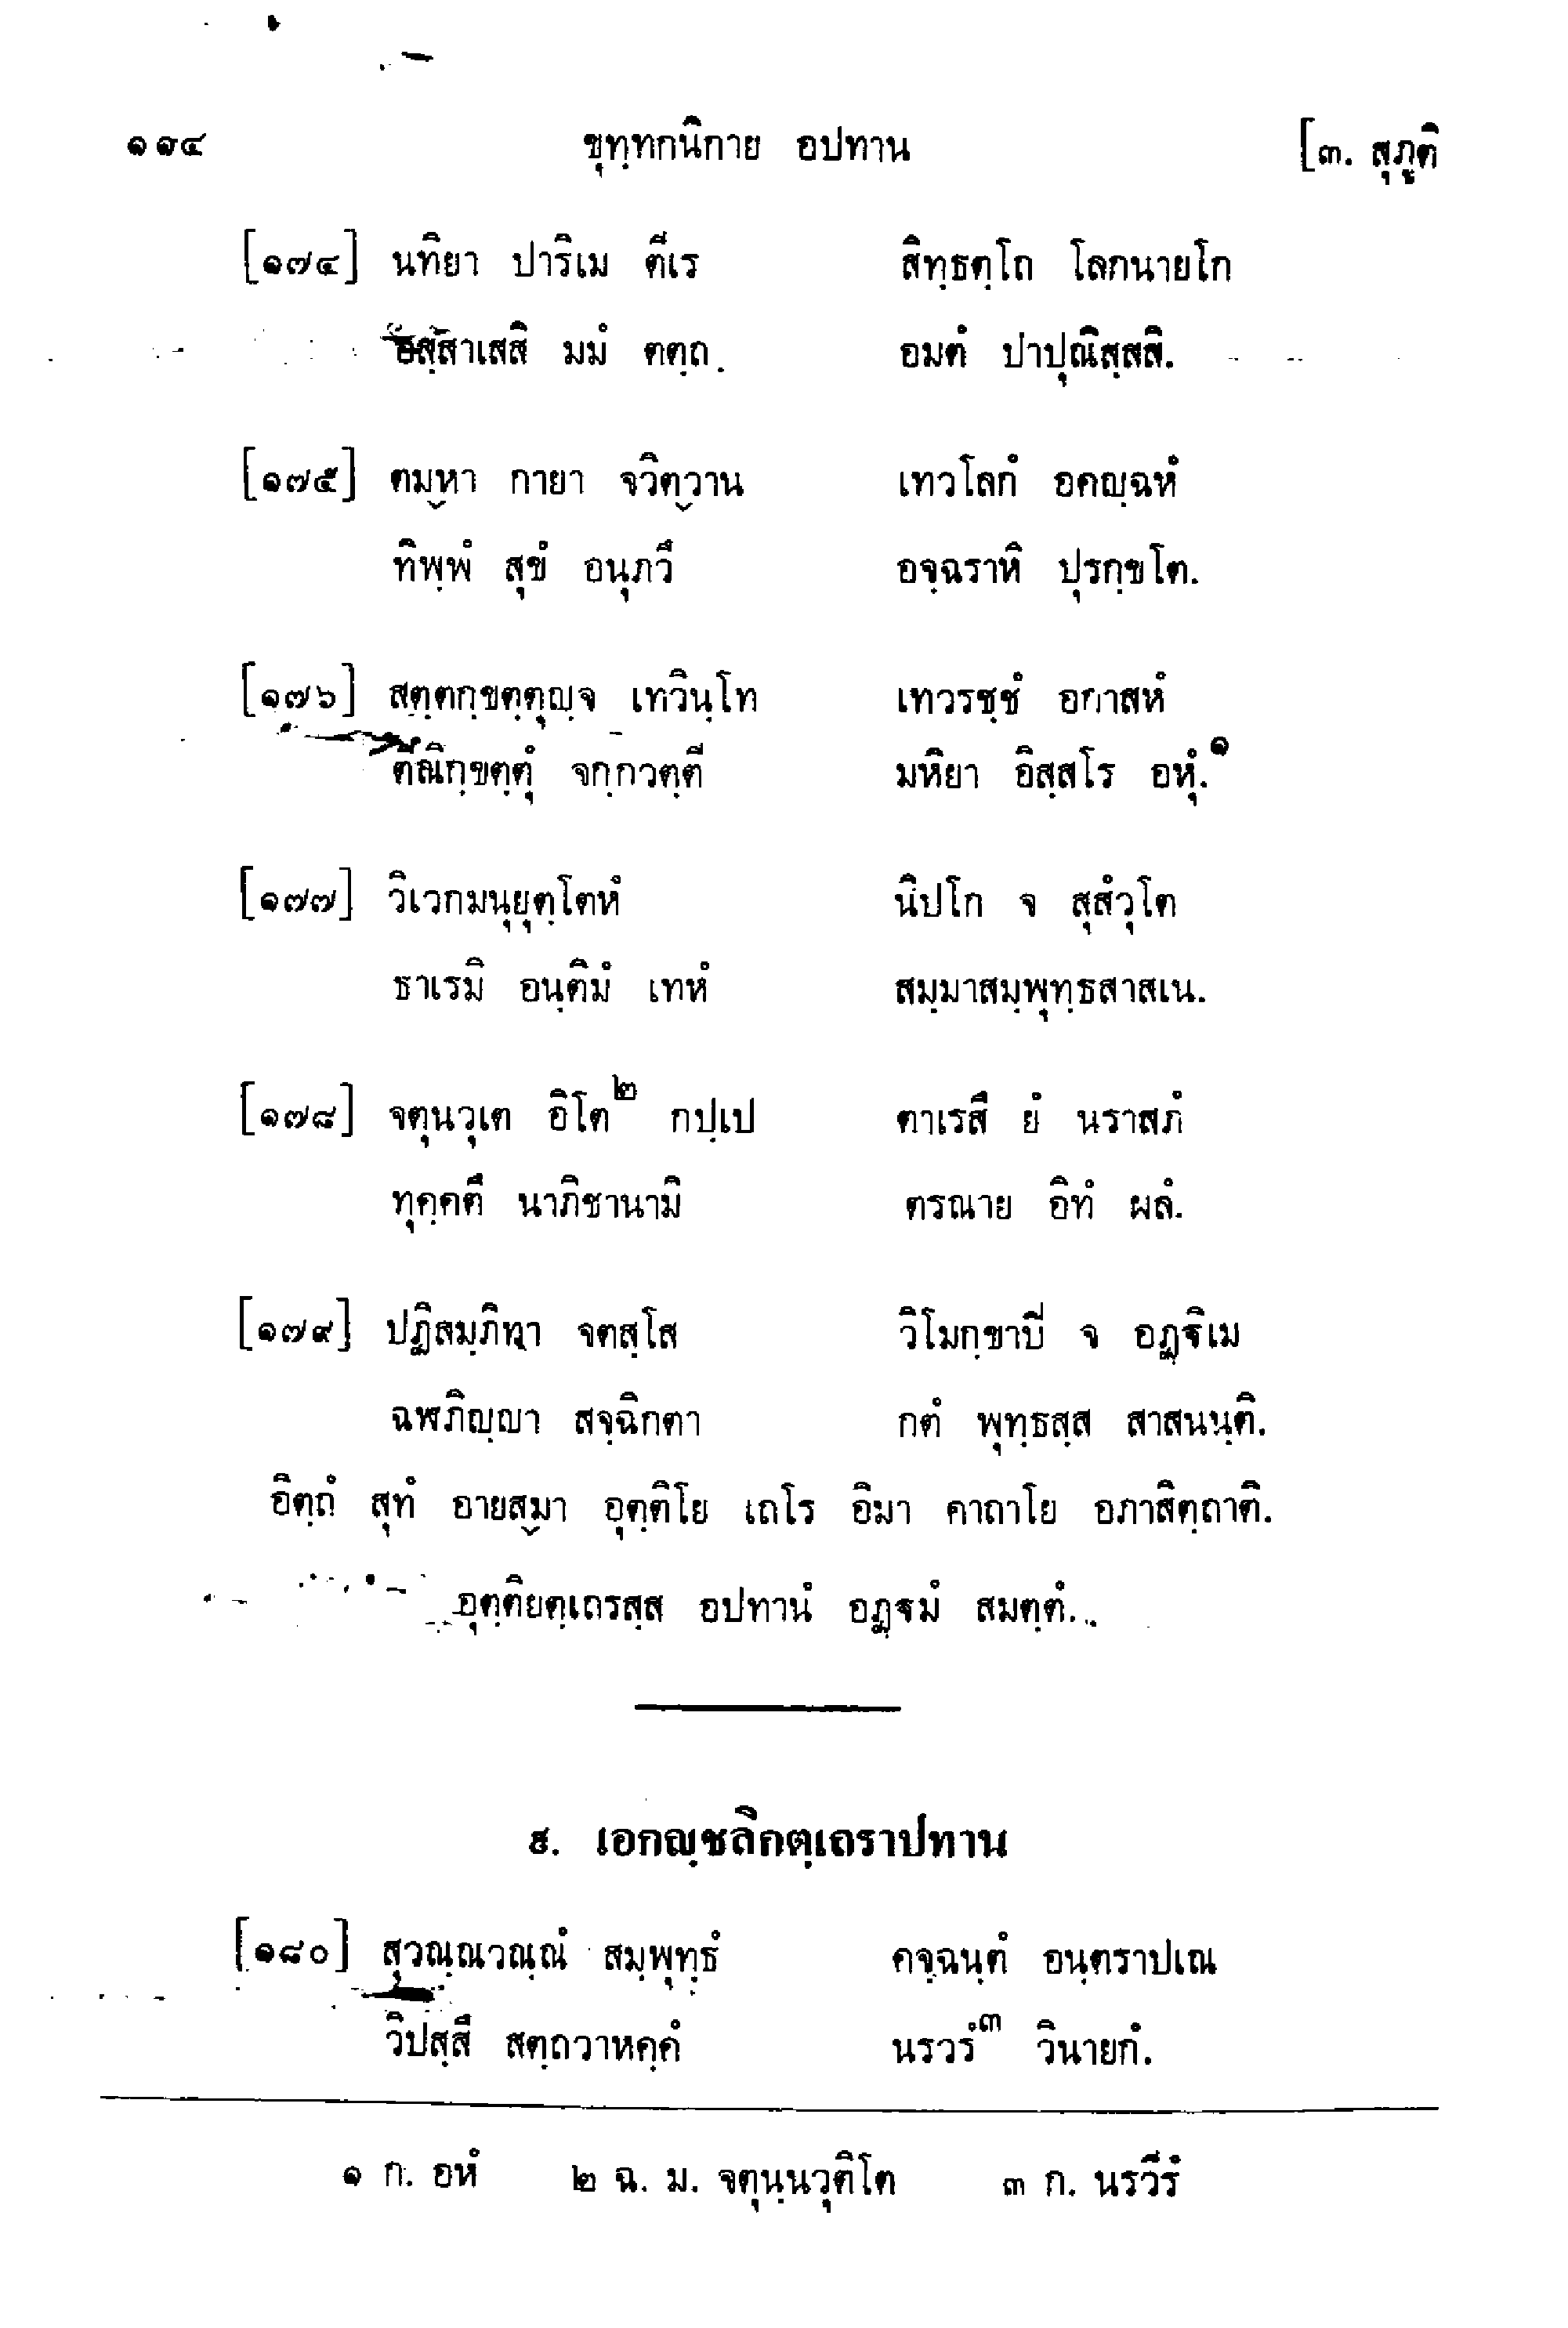 ๑๑๔ ขุทฺทกนิกาย อปทาน [๓. สุภูติ
[๑๗๔] นทิยา ปาริเม ตีเร สิทฺธตฺโถ โลกนายโก
อสฺสาเสสิ มมํ ตตฺถ อมตํ ปาปุณิสฺสสิ.
[๑๗๕] ตมฺหา กายา จวิตฺวาน เทวโลกํ อคญฺฉหํ
ทิพฺพํ สุขํ อนุภวึ อจฺฉราหิ ปุรกฺขโต.
[๑๗๖] สตฺตกฺขตฺตุญฺจ เทวินฺโท เทวรชฺชํ อกาสหํ
ตีณิกฺขตฺตุํ จกฺกวตฺตี มหิยา อิสฺสโร อหุํ.๑
[๑๗๗] วิเวกมนุยุตฺโตหํ นิปโก จ สุสํวุโต
ธาเรมิ อนฺติมํ เทหํ สมฺมาสมฺพุทฺธสาสเน.
[๑๗๘] จตุนวุเต อิโต๒ กปฺเป ตาเรสึ ยํ นราสภํ
ทุคฺคตึ นาภิชานามิ ตรณาย อิทํ ผลํ.
[๑๗๙] ปฏิสมฺภิทา จตสฺโส วิโมกฺขาปิ จ อฏฺฐิเม
ฉฬภิญฺญา สจฺฉิกตา กตํ พุทฺธสฺส สาสนนฺติ.
อิตฺถํ สุทํ อายสฺมา อุตฺติโย เถโร อิมา คาถาโย อภาสิตฺถาติ.
อุตฺติยตฺเถรสฺส อปทานํ อฏฺฐมํ สมตฺตํ.
๙. เอกญฺชลิกตฺเถราปทาน
[๑๘๐] สุวณฺณวณฺณํ สมฺพุทฺธํ คจฺฉนฺตํ อนฺตราปเณ
วิปสฺสึ สตฺถวาหคฺคํ นรวรํ๓ วินายกํ.
๑ ก. อหํ ๒ ฉ. ม. จตุนฺนวุติโต ๓ ก. นรวีรํ